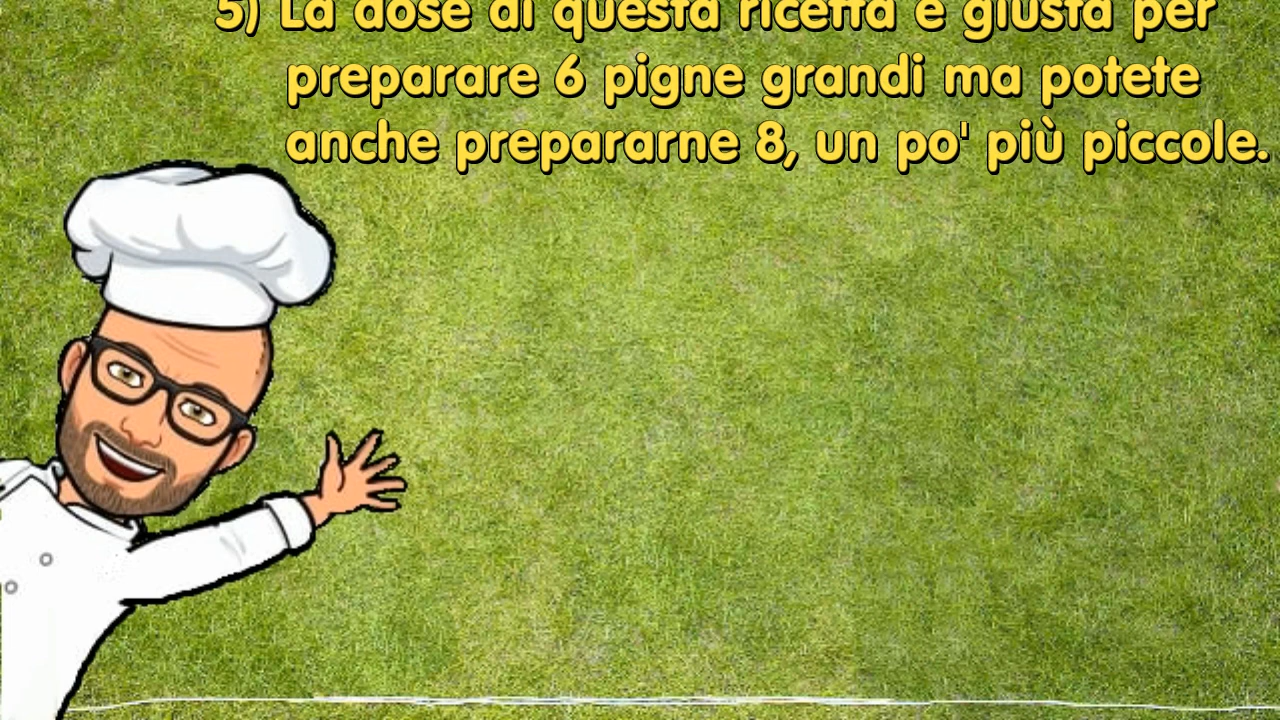 5) La dose di questa ricetta è giusta per
preparare 6 pigne grandi ma potete
anche prepararne 8, un po' più piccole.